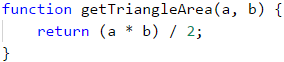 function getTriangleArea(a, b) {
    return (a * b) / 2;
}